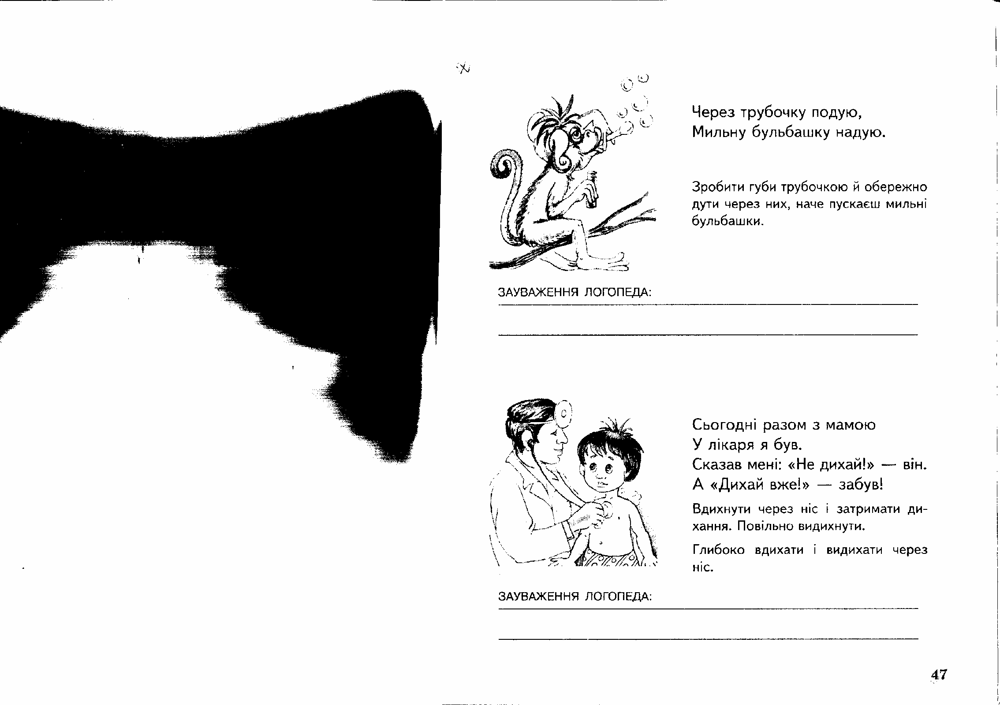 Через трубочку подую,
Мильну бульбашку надую.
Зробити губи трубочкою й обережно
дути через них, наче пускаєш мильні
бульбашки.
ЗАУВАЖЕННЯ ЛОГОПЕДА:
Сьогодні разом з мамою
У лікаря я був.
Сказав мені: «Не дихай!» — він.
А «Дихай вже!» — забув!
Вдихнути через ніс і затримати ди-
хання. Повільно видихнути.
Глибоко вдихати і видихати через
ніс.
ЗАУВАЖЕННЯ ЛОГОПЕДА:
47